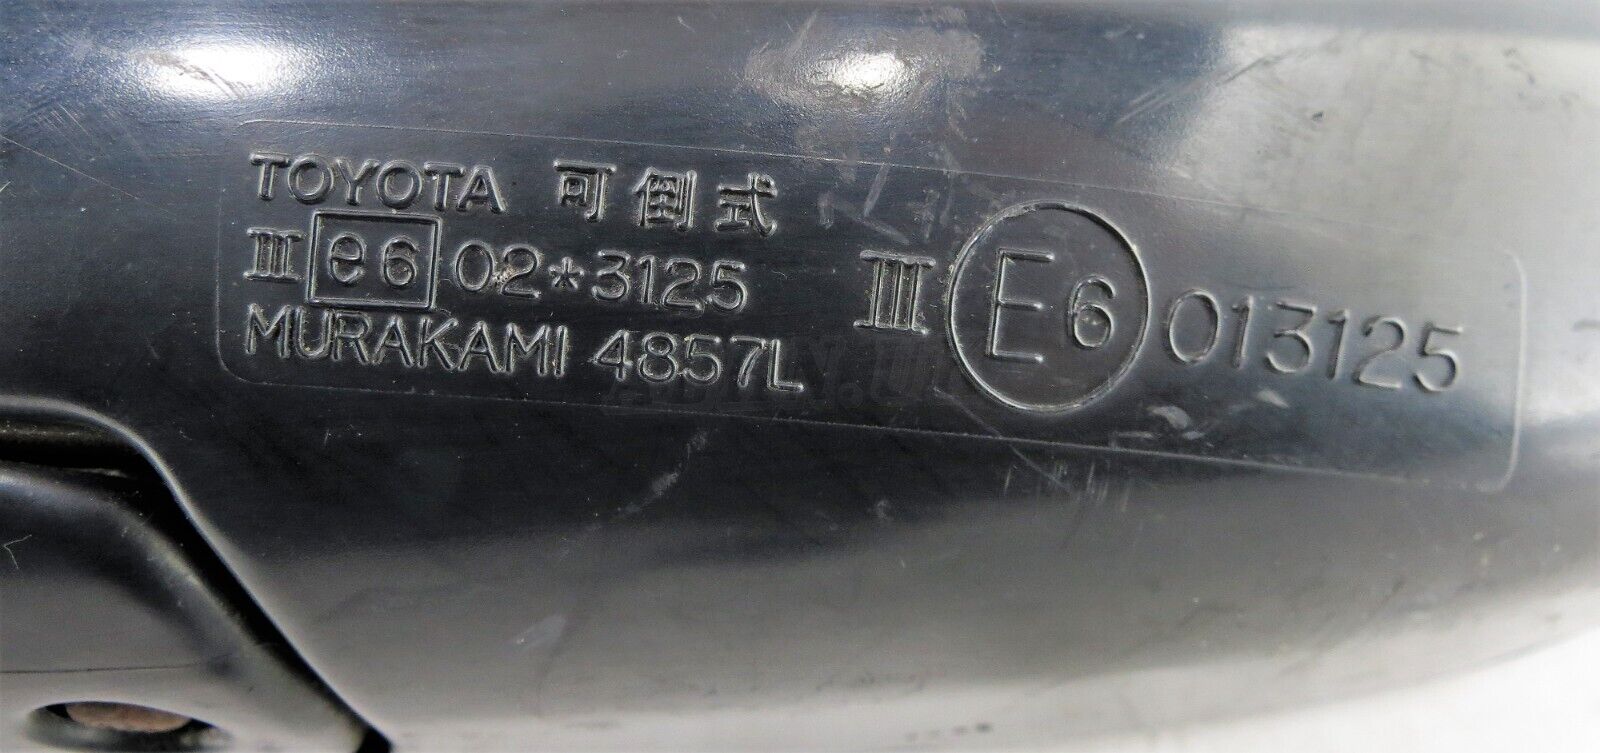 TOYOTA 可倒式
III e6 02*3125
MURAKAMI 4857L
III E6 013125